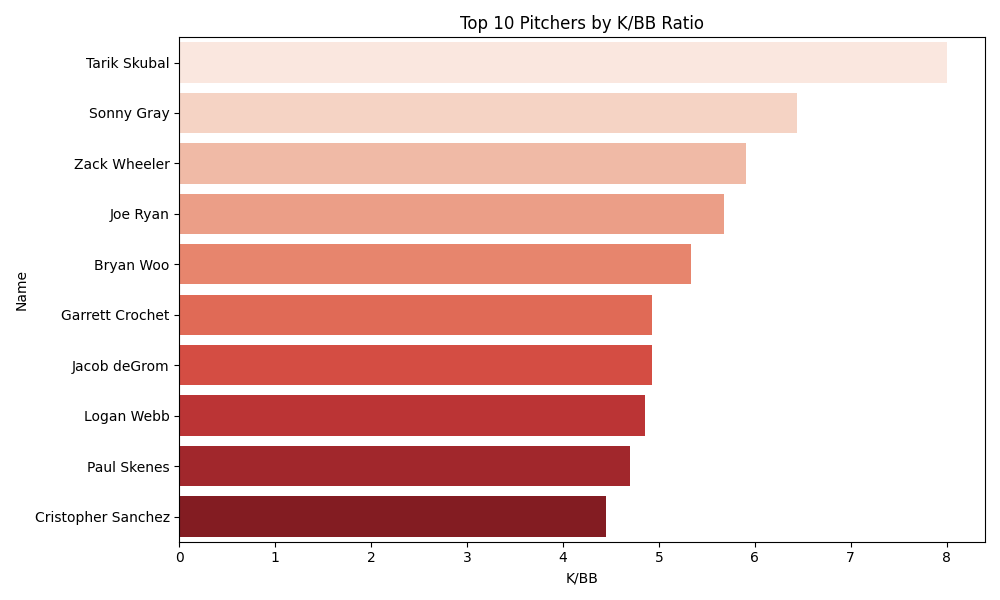 Top 10 Pitchers by K/BB Ratio
Name
Tarik Skubal
Sonny Gray
Zack Wheeler
Joe Ryan
Bryan Woo
Garrett Crochet
Jacob deGrom
Logan Webb
Paul Skenes
Cristopher Sanchez
0 1 2 3 4 5 6 7 8
K/BB